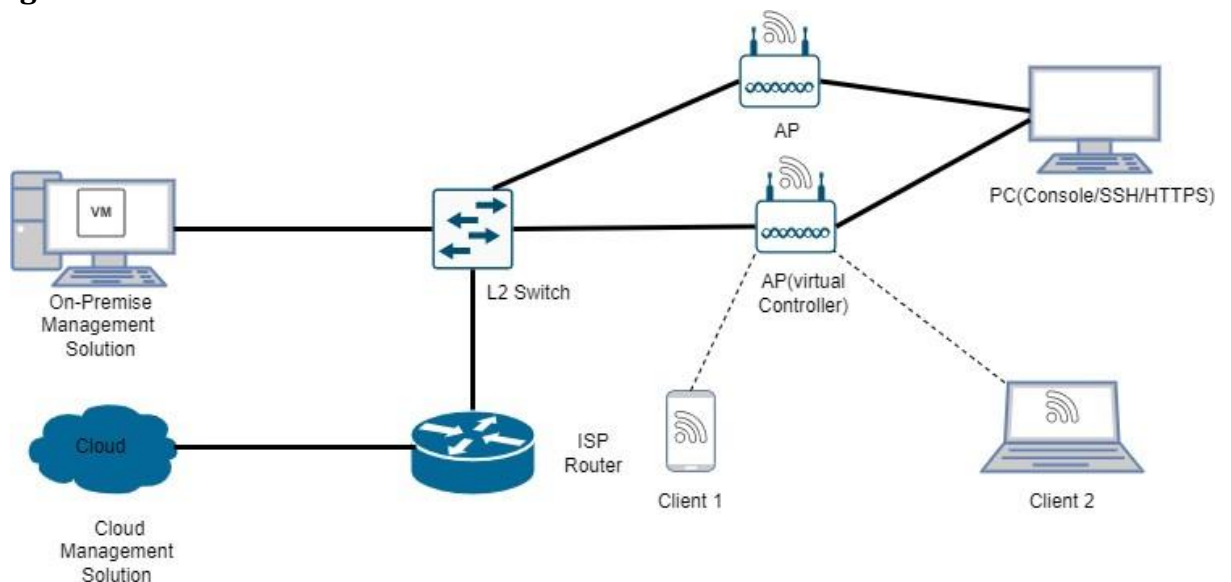 AP
PC(Console/SSH/HTTPS)
VM
L2 Switch
AP(virtual
Controller)
On-Premise
Management
Solution
Cloud
ISP
Router
Client 1
Client 2
Cloud
Management
Solution